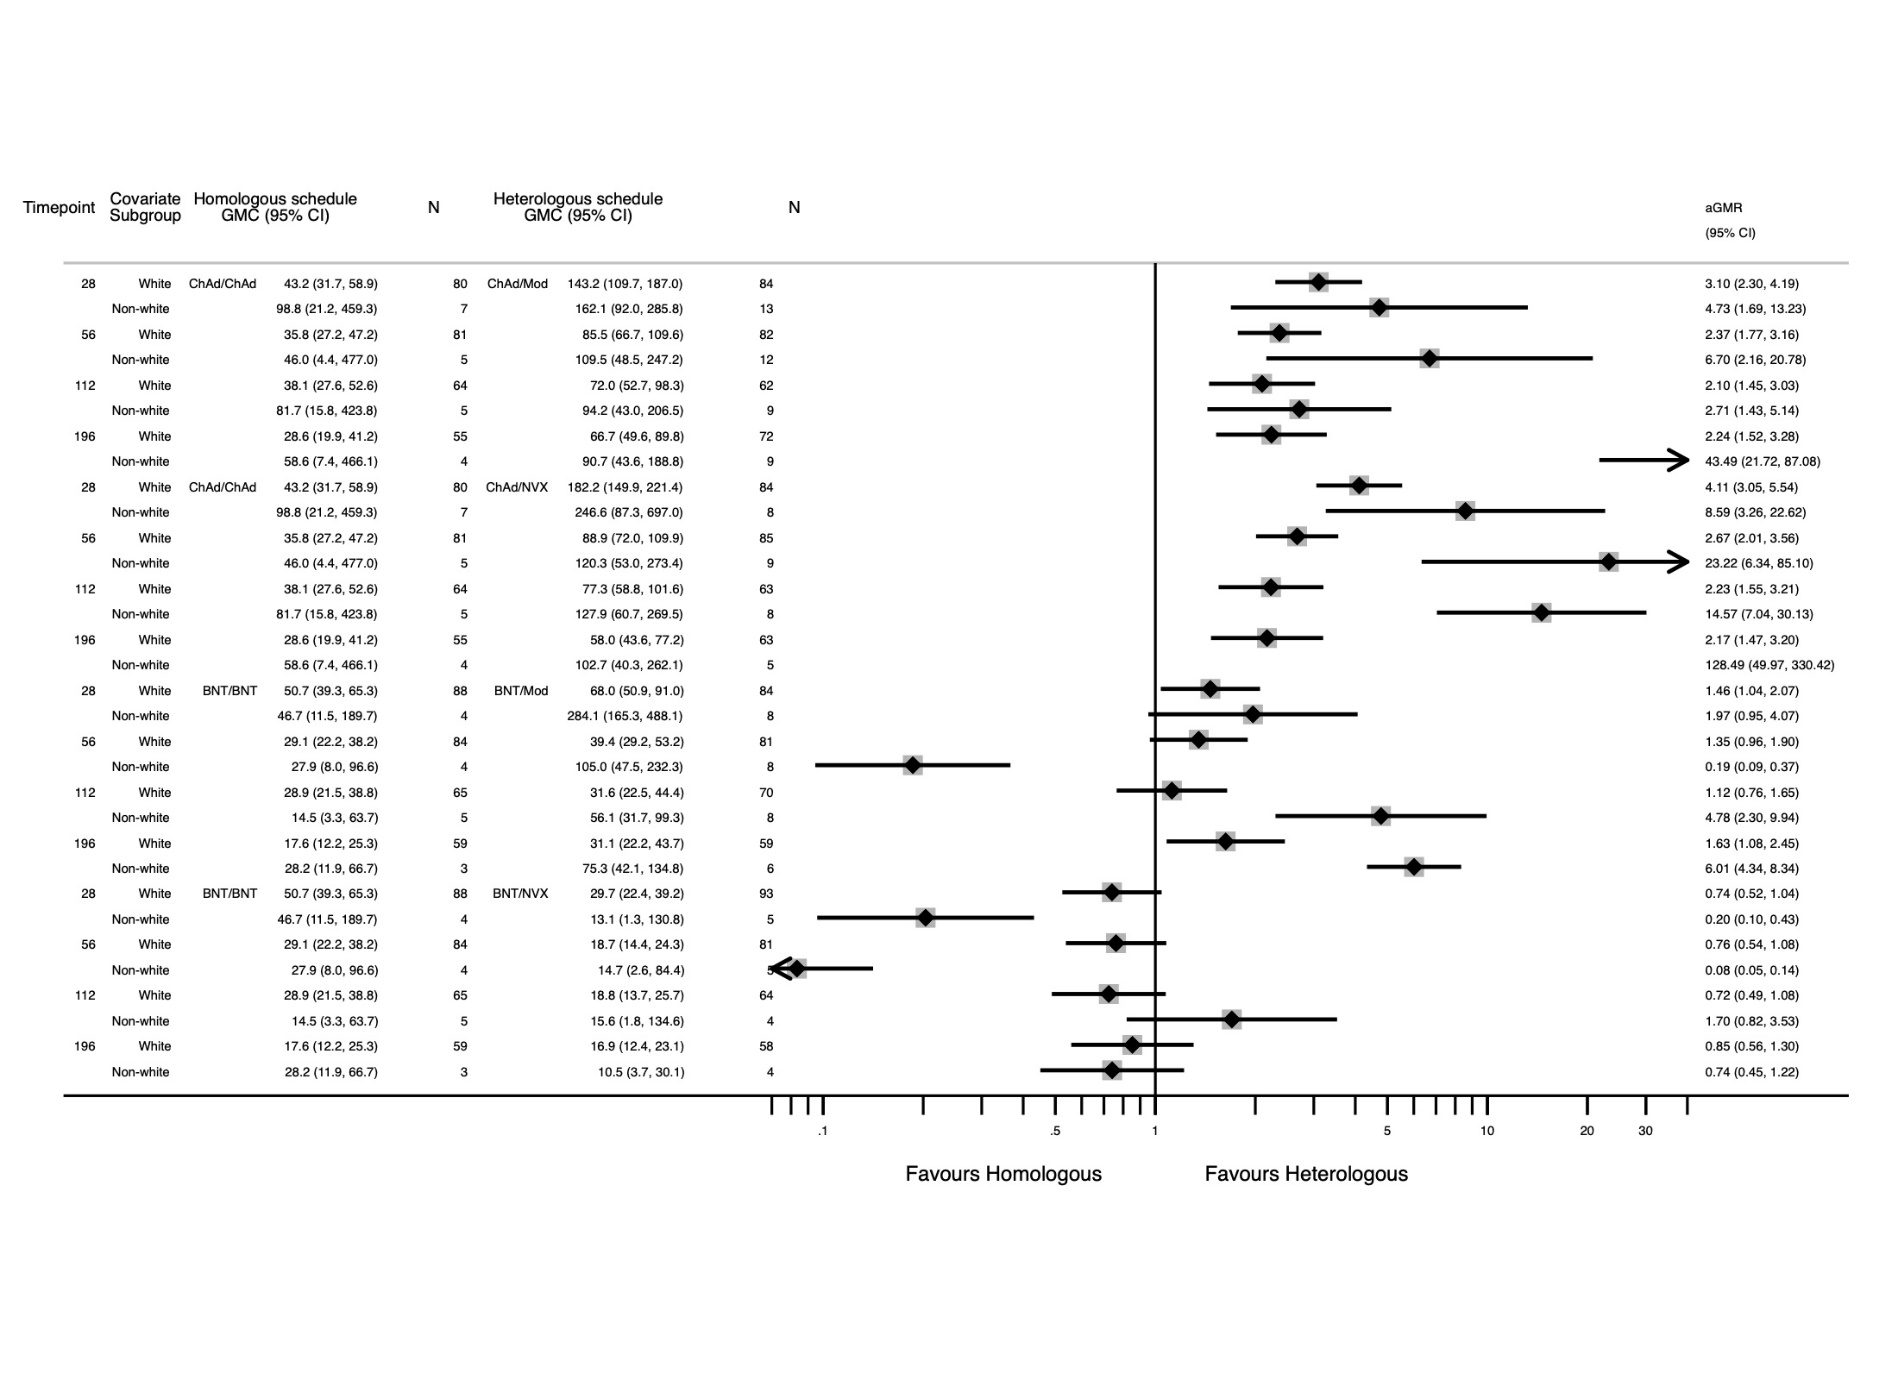 Timepoint Covariate Subgroup Homologous schedule GMC (95% CI) N Heterologous schedule GMC (95% CI) N aGMR (95% CI)
28 White ChAd/ChAd 43.2 (31.7, 58.9) 80 ChAd/Mod 143.2 (109.7, 187.0) 84 3.10 (2.30, 4.19)
Non-white 98.8 (21.2, 459.3) 7 162.1 (92.0, 285.8) 13 4.73 (1.69, 13.23)
56 White 35.8 (27.2, 47.2) 81 85.5 (66.7, 109.6) 82 2.37 (1.77, 3.16)
Non-white 46.0 (4.4, 477.0) 5 109.5 (48.5, 247.2) 12 6.70 (2.16, 20.78)
112 White 38.1 (27.6, 52.6) 64 72.0 (52.7, 98.3) 62 2.10 (1.45, 3.03)
Non-white 81.7 (15.8, 423.8) 5 94.2 (43.0, 206.5) 9 2.71 (1.43, 5.14)
196 White 28.6 (19.9, 41.2) 55 66.7 (49.6, 89.8) 72 2.24 (1.52, 3.28)
Non-white 58.6 (7.4, 466.1) 4 90.7 (43.6, 188.8) 9 43.49 (21.72, 87.08)
28 White ChAd/ChAd 43.2 (31.7, 58.9) 80 ChAd/NVX 182.2 (149.9, 221.4) 84 4.11 (3.05, 5.54)
Non-white 98.8 (21.2, 459.3) 7 246.6 (87.3, 697.0) 8 8.59 (3.26, 22.62)
56 White 35.8 (27.2, 47.2) 81 88.9 (72.0, 109.9) 85 2.67 (2.01, 3.56)
Non-white 46.0 (4.4, 477.0) 5 120.3 (53.0, 273.4) 9 23.22 (6.34, 85.10)
112 White 38.1 (27.6, 52.6) 64 77.3 (58.8, 101.6) 63 2.23 (1.55, 3.21)
Non-white 81.7 (15.8, 423.8) 5 127.9 (60.7, 269.5) 8 14.57 (7.04, 30.13)
196 White 28.6 (19.9, 41.2) 55 58.0 (43.6, 77.2) 63 2.17 (1.47, 3.20)
Non-white 58.6 (7.4, 466.1) 4 102.7 (40.3, 262.1) 5 128.49 (49.97, 330.42)
28 White BNT/BNT 50.7 (39.3, 65.3) 88 BNT/Mod 68.0 (50.9, 91.0) 84 1.46 (1.04, 2.07)
Non-white 46.7 (11.5, 189.7) 4 284.1 (165.3, 488.1) 8 1.97 (0.95, 4.07)
56 White 29.1 (22.2, 38.2) 84 39.4 (29.2, 53.2) 81 1.35 (0.96, 1.90)
Non-white 27.9 (8.0, 96.6) 4 105.0 (47.5, 232.3) 8 0.19 (0.09, 0.37)
112 White 28.9 (21.5, 38.8) 65 31.6 (22.5, 44.4) 70 1.12 (0.76, 1.65)
Non-white 14.5 (3.3, 63.7) 5 56.1 (31.7, 99.3) 8 4.78 (2.30, 9.94)
196 White 17.6 (12.2, 25.3) 59 31.1 (22.2, 43.7) 59 1.63 (1.08, 2.45)
Non-white 28.2 (11.9, 66.7) 3 75.3 (42.1, 134.8) 6 6.01 (4.34, 8.34)
28 White BNT/BNT 50.7 (39.3, 65.3) 88 BNT/NVX 29.7 (22.4, 39.2) 93 0.74 (0.52, 1.04)
Non-white 46.7 (11.5, 189.7) 4 13.1 (1.3, 130.8) 5 0.20 (0.10, 0.43)
56 White 29.1 (22.2, 38.2) 84 18.7 (14.4, 24.3) 81 0.76 (0.54, 1.08)
Non-white 27.9 (8.0, 96.6) 4 14.7 (2.6, 84.4) 0.08 (0.05, 0.14)
112 White 28.9 (21.5, 38.8) 65 18.8 (13.7, 25.7) 64 0.72 (0.49, 1.08)
Non-white 14.5 (3.3, 63.7) 5 15.6 (1.8, 134.6) 4 1.70 (0.82, 3.53)
196 White 17.6 (12.2, 25.3) 59 16.9 (12.4, 23.1) 58 0.85 (0.56, 1.30)
Non-white 28.2 (11.9, 66.7) 3 10.5 (3.7, 30.1) 4 0.74 (0.45, 1.22)
.1 .5 1 5 10 20 30
Favours Homologous Favours Heterologous